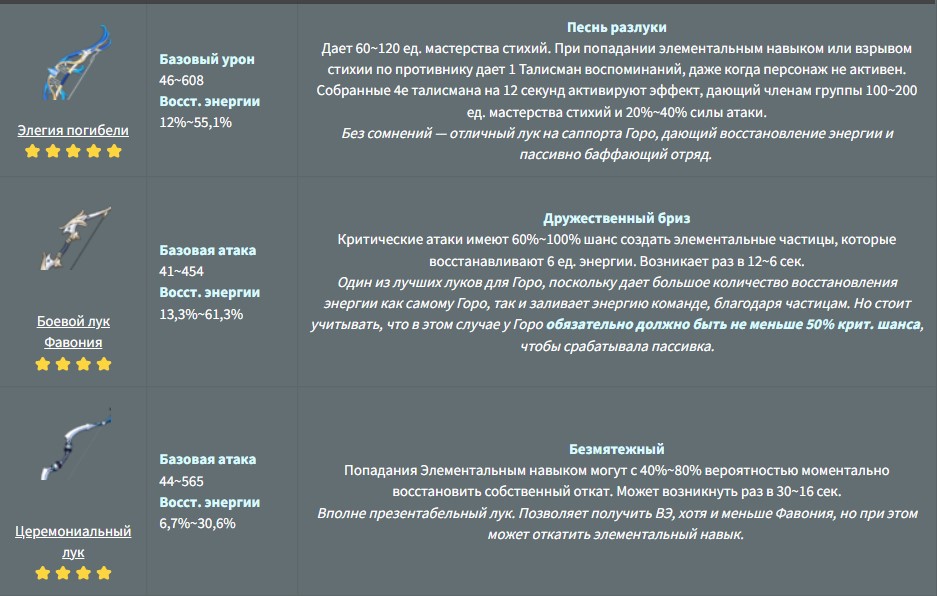 Элегия погибели
Базовый урон
46~608
Восст. энергии
12%~55,1%
Песнь разлуки
Дает 60~120 ед. мастерства стихий. При попадании элементальным навыком или взрывом
стихии по противнику дает 1 Талисман воспоминаний, даже когда персонаж не активен.
Собранные 4е талисмана на 12 секунд активируют эффект, дающий членам группы 100~200
ед. мастерства стихий и 20%~40% силы атаки.
Без сомнений — отличный лук на саппорта Горо, дающий восстановление энергии и
пассивно баффающий отряд.
Боевой лук
Фавония
Базовая атака
41~454
Восст. энергии
13,3%~61,3%
Дружественный бриз
Критические атаки имеют 60%~100% шанс создать элементальные частицы, которые
восстанавливают 6 ед. энергии. Возникает раз в 12~6 сек.
Один из лучших луков для Горо, поскольку дает большое количество восстановления
энергии как самому Горо, так и заливает энергию команде, благодаря частицам. Но стоит
учитывать, что в этом случае у Горо обязательно должно быть не меньше 50% крит. шанса,
чтобы срабатывала пассивка.
Церемониальный
лук
Базовая атака
44~565
Восст. энергии
6,7%~30,6%
Безмятежный
Попадания Элементальным навыком могут с 40%~80% вероятностью моментально
восстановить собственный откат. Может возникнуть раз в 30~16 сек.
Вполне презентабельный лук. Позволяет получить ВЭ, хотя и меньше Фавония, но при этом
может откатить элементальный навык.